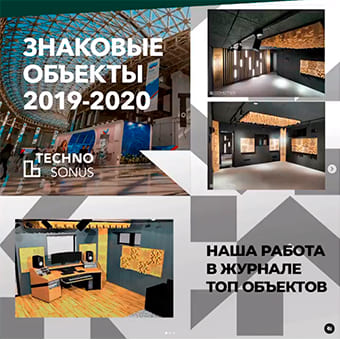 ЗНАКОВЫЕ
ОБЪЕКТЫ
2019-2020
TECHNO
SONUS
НАША РАБОТА
В ЖУРНАЛЕ
ТОП ОБЪЕКТОВ